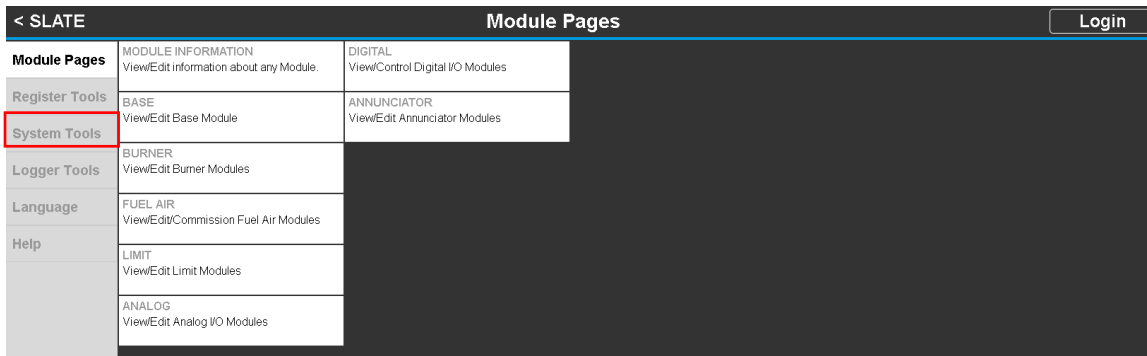 < SLATE
Module Pages
Login
Module Pages
Register Tools
System Tools
Logger Tools
Language
Help
MODULE INFORMATION
View/Edit information about any Module.
BASE
View/Edit Base Module
BURNER
View/Edit Burner Modules
FUEL AIR
View/Edit/Commission Fuel Air Modules
LIMIT
View/Edit Limit Modules
ANALOG
View/Edit Analog I/O Modules
DIGITAL
View/Control Digital I/O Modules
ANNUNCIATOR
View/Edit Annunciator Modules